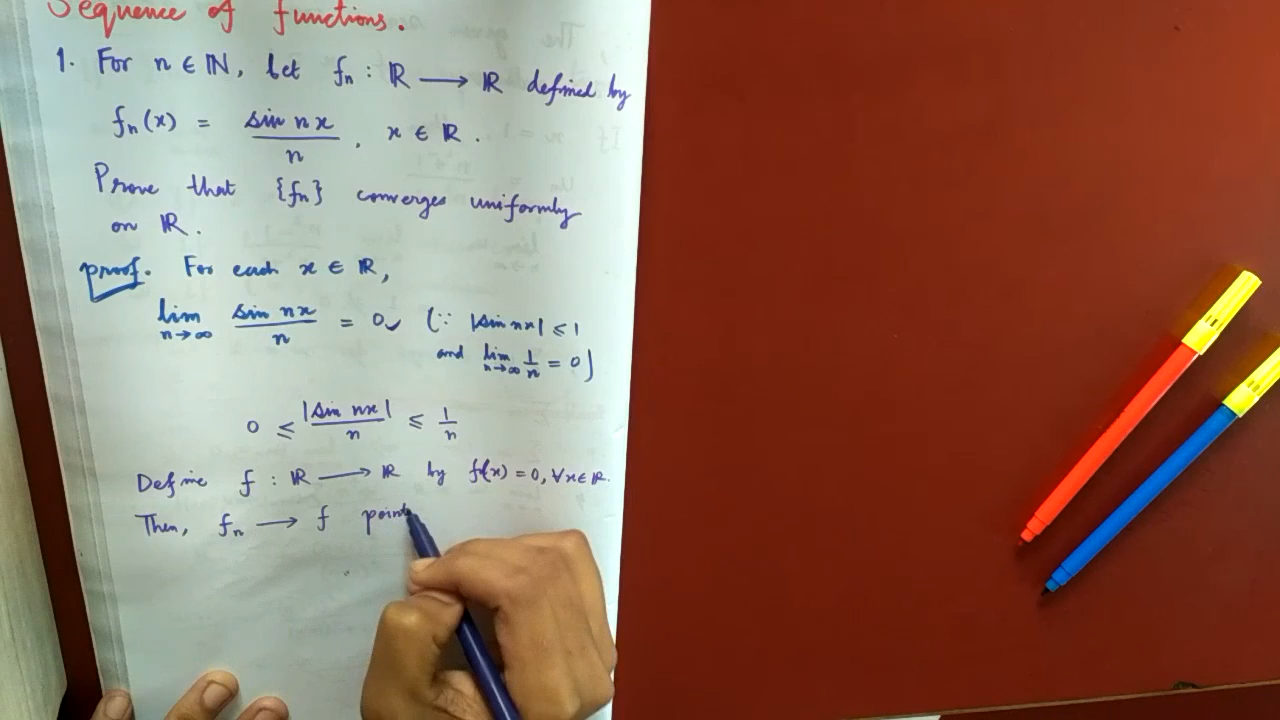 Sequence of functions.
1. For n ∈ ℕ, let fₙ : ℝ ⟶ ℝ defined by
fₙ(x) = sin nx / n , x ∈ ℝ.
Prove that {fₙ} converges uniformly
on ℝ.
proof. For each x ∈ ℝ,
lim n→∞ sin nx / n = 0 (∵ |sin nx| ≤ 1
and lim n→∞ 1/n = 0)
0 ≤ |sin nx| / n ≤ 1/n
Define f : ℝ ⟶ ℝ by f(x) = 0, ∀x∈ℝ.
Then, fₙ ⟶ f point